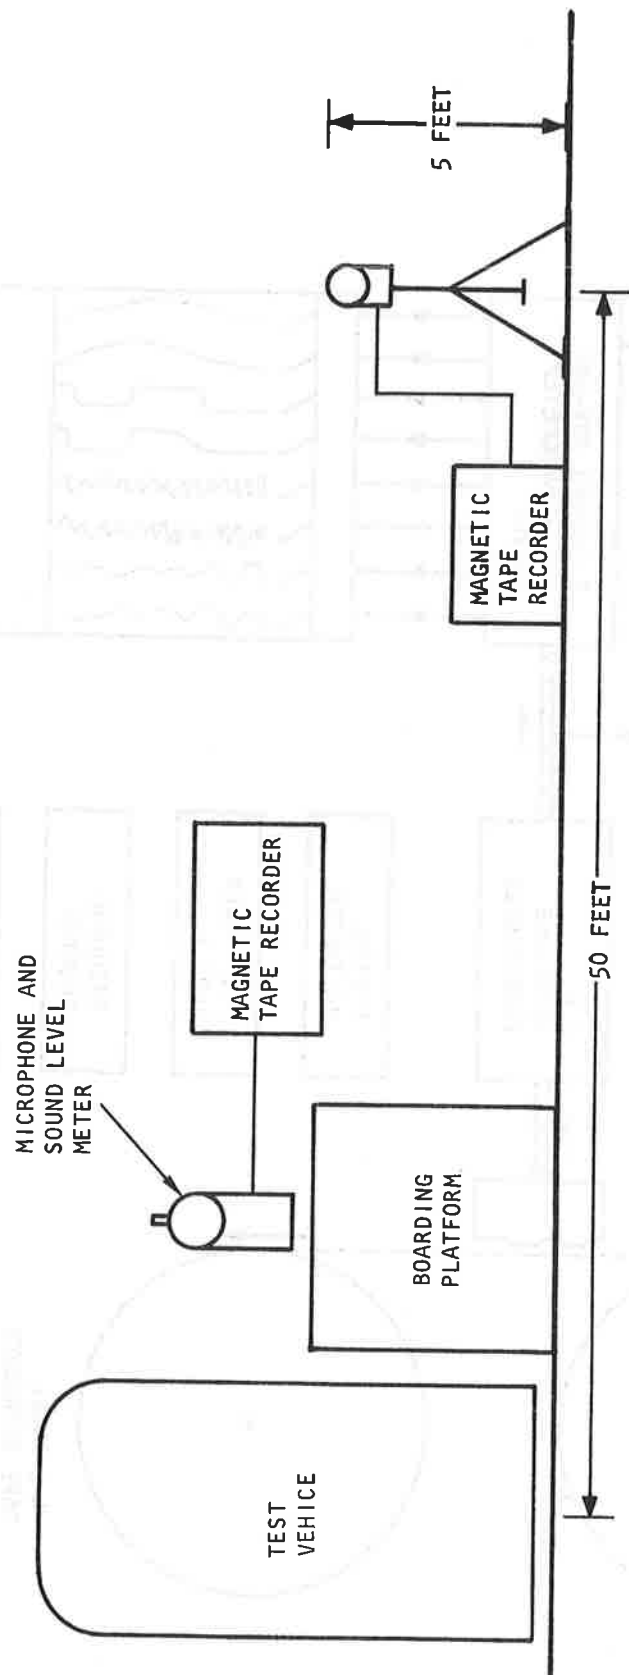 MICROPHONE AND
SOUND LEVEL
METER
TEST
VEHICE
BOARDING
PLATFORM
MAGNETIC
TAPE RECORDER
MAGNETIC
TAPE
RECORDER
5 FEET
50 FEET